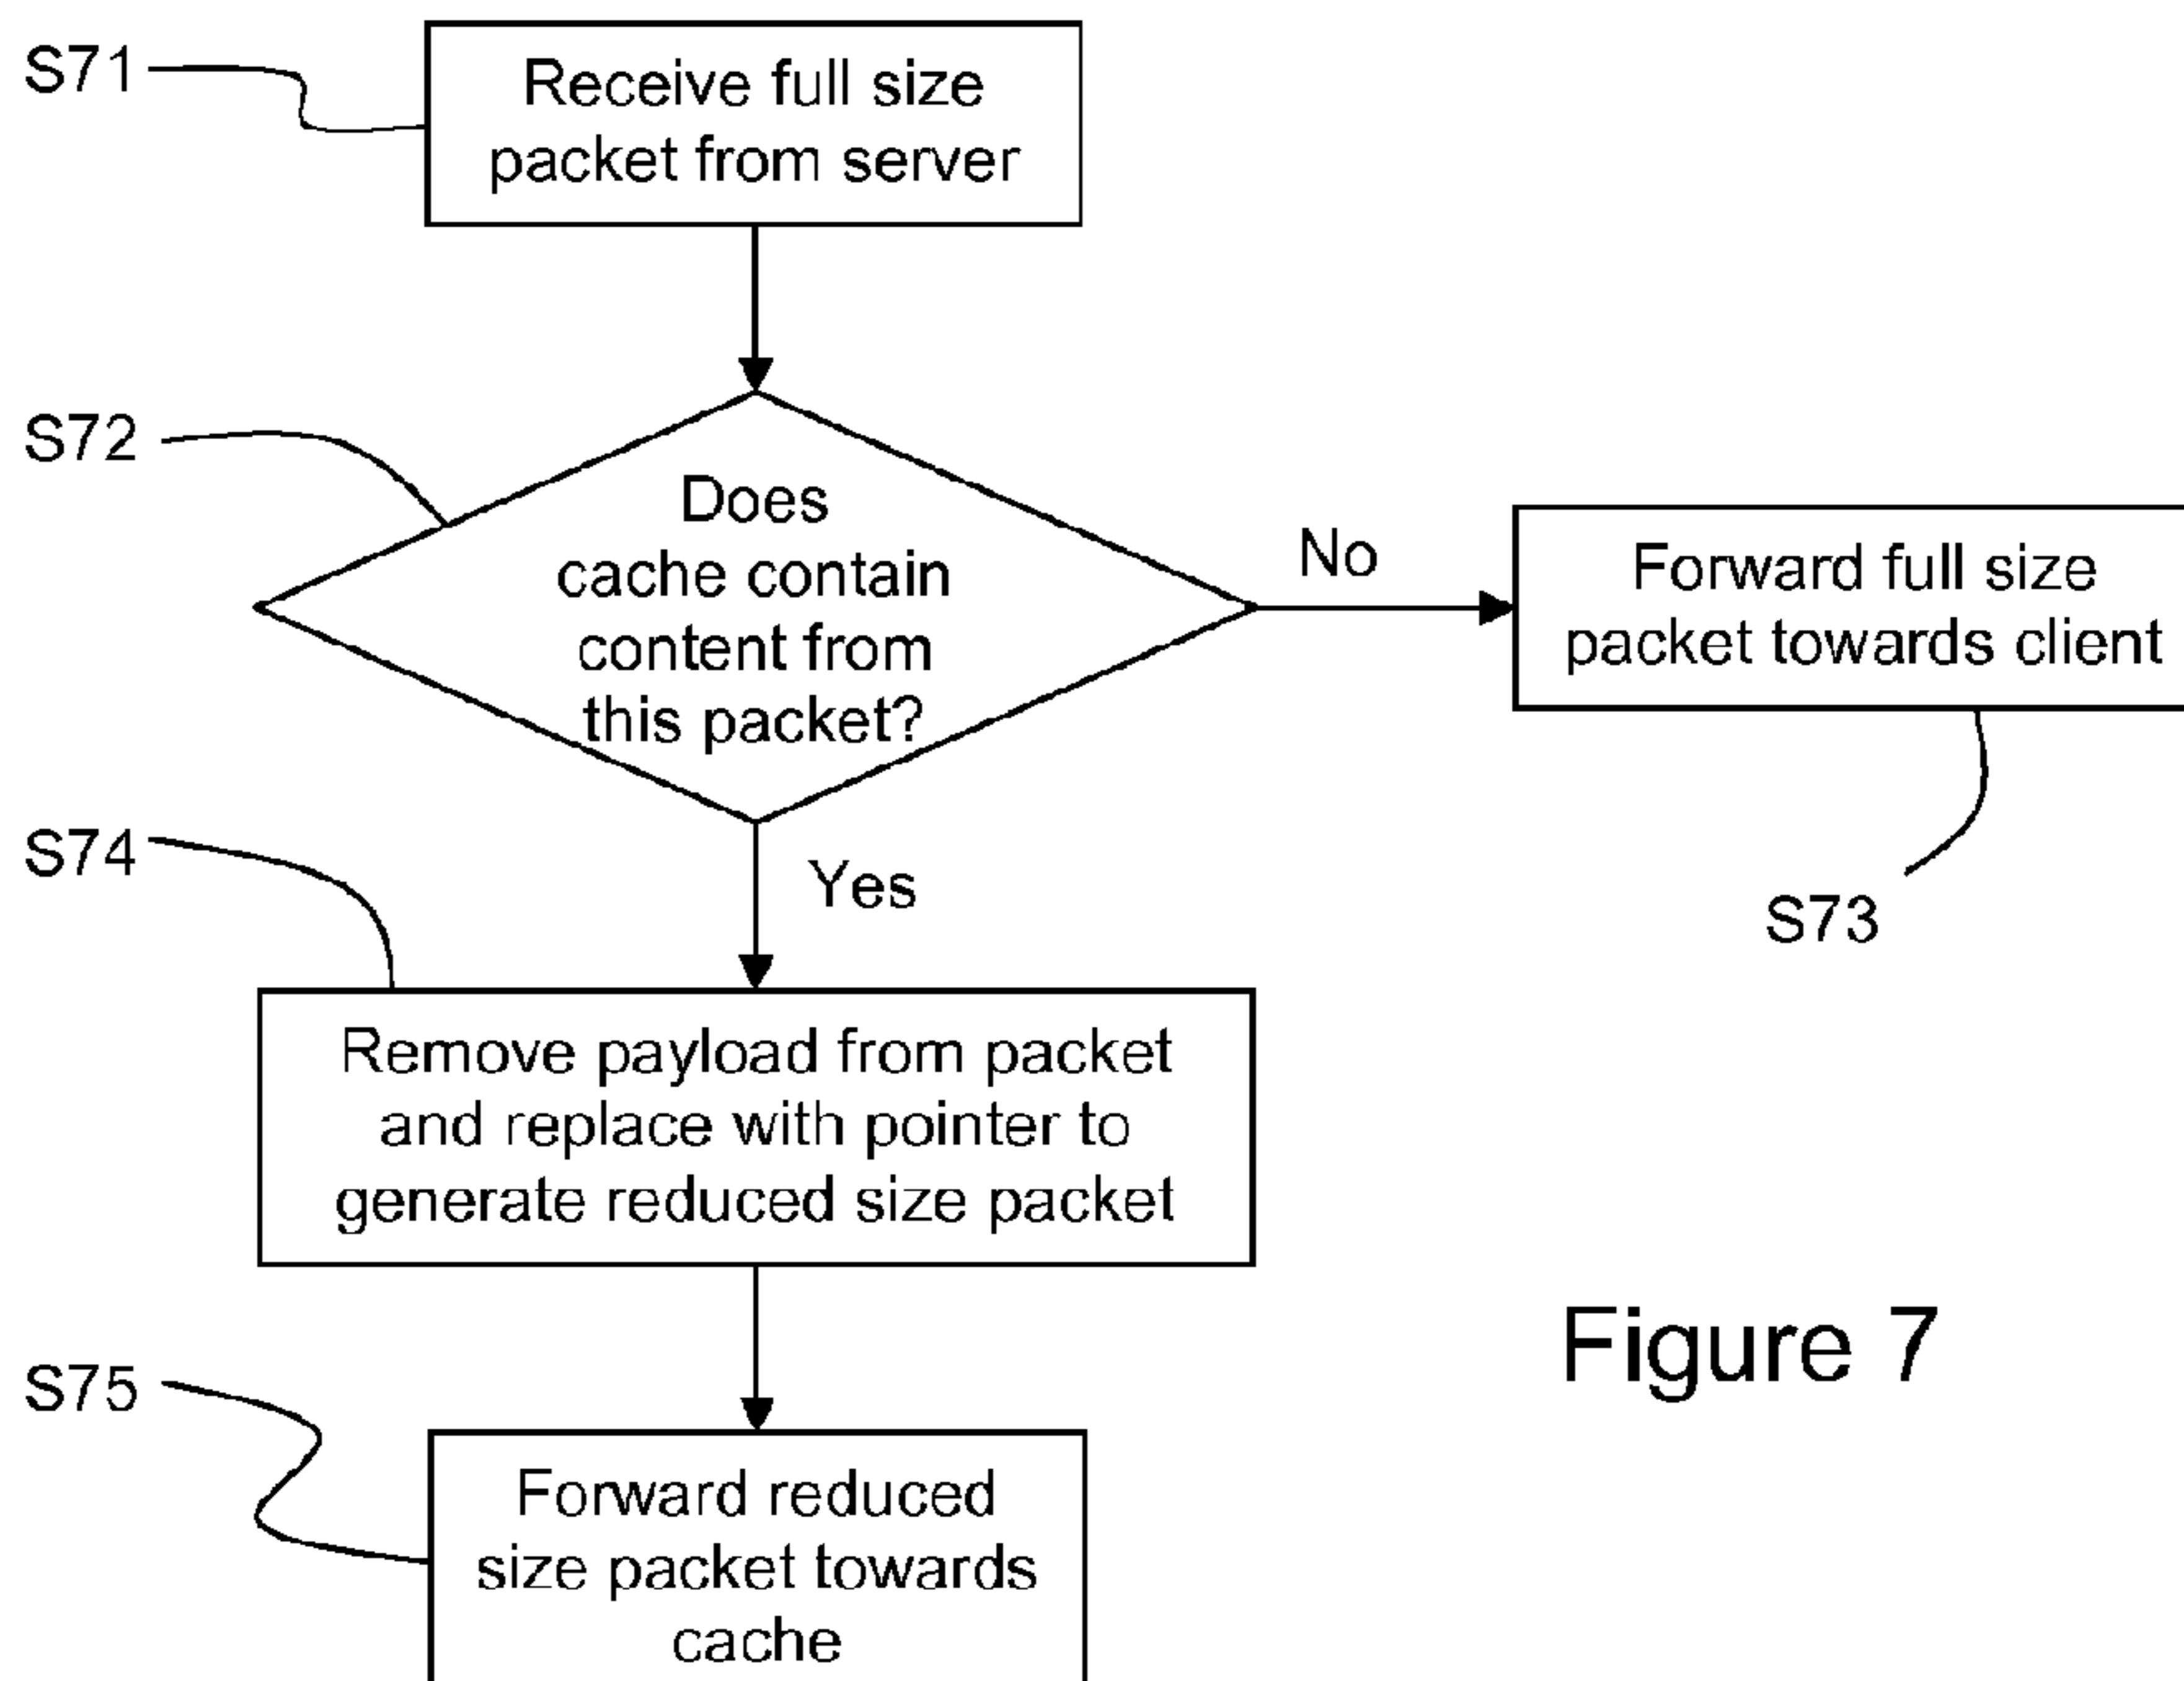 S71
Receive full size
packet from server
S72
Does
cache contain
content from
this packet?
No
Forward full size
packet towards client
S73
Yes
S74
Remove payload from packet
and replace with pointer to
generate reduced size packet
S75
Forward reduced
size packet towards
cache
Figure 7